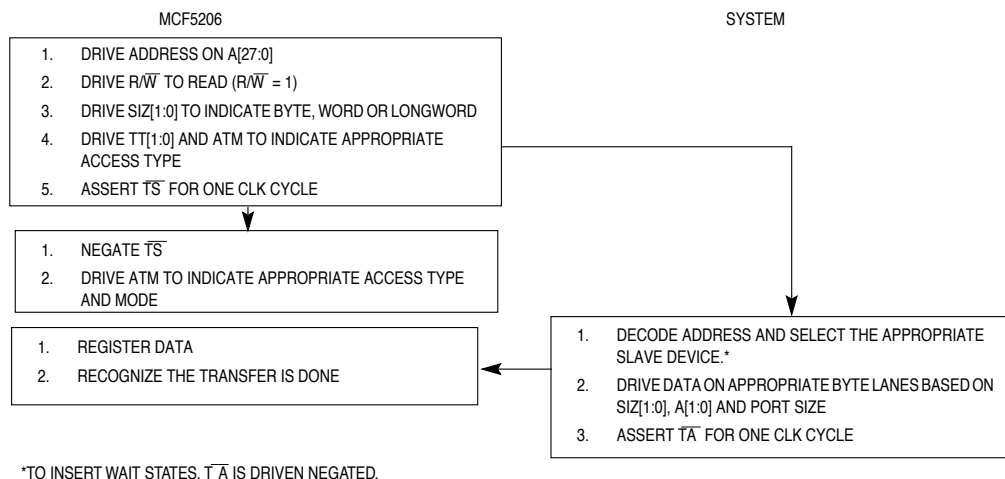 MCF5206
SYSTEM
1. DRIVE ADDRESS ON A[27:0]
2. DRIVE R/W̅ TO READ (R/W̅ = 1)
3. DRIVE SIZ[1:0] TO INDICATE BYTE, WORD OR LONGWORD
4. DRIVE TT[1:0] AND ATM TO INDICATE APPROPRIATE
ACCESS TYPE
5. ASSERT T̅S̅ FOR ONE CLK CYCLE
1. NEGATE T̅S̅
2. DRIVE ATM TO INDICATE APPROPRIATE ACCESS TYPE
AND MODE
1. DECODE ADDRESS AND SELECT THE APPROPRIATE
SLAVE DEVICE.*
2. DRIVE DATA ON APPROPRIATE BYTE LANES BASED ON
SIZ[1:0], A[1:0] AND PORT SIZE
3. ASSERT T̅A̅ FOR ONE CLK CYCLE
1. REGISTER DATA
2. RECOGNIZE THE TRANSFER IS DONE
*TO INSERT WAIT STATES, T̅A̅ IS DRIVEN NEGATED.